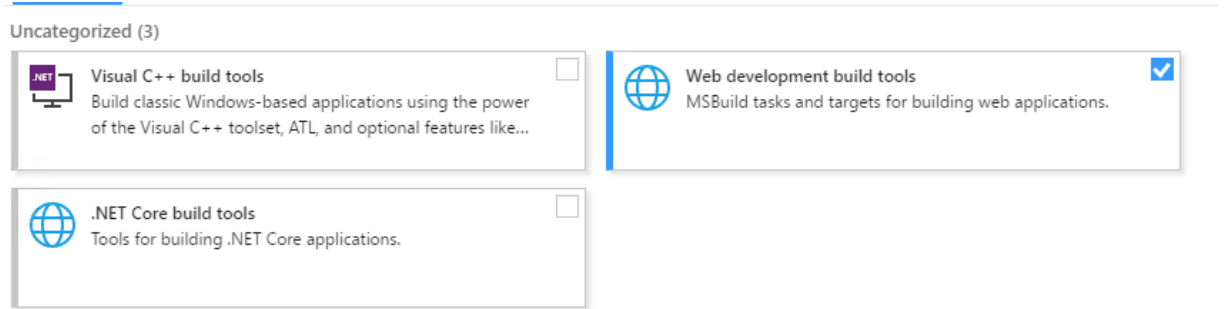 Uncategorized (3)
.NET
Visual C++ build tools
Build classic Windows-based applications using the power
of the Visual C++ toolset, ATL, and optional features like...
Web development build tools
MSBuild tasks and targets for building web applications.
.NET Core build tools
Tools for building .NET Core applications.